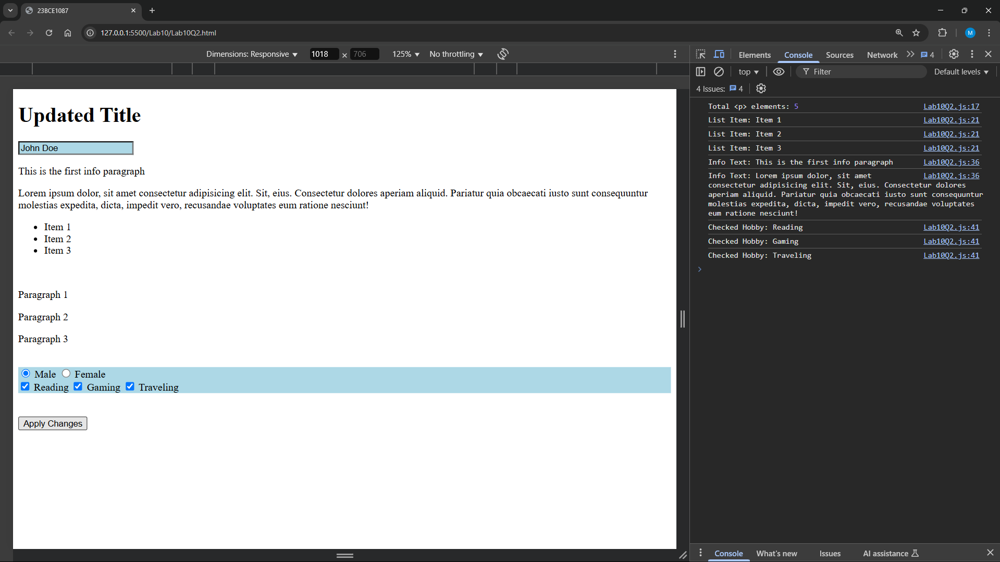 23BCE1087
127.0.0.1:5500/Lab10/Lab10Q2.html
M
Dimensions: Responsive ▼ 1018 × 706 125% ▼ No throttling ▼
Elements Console Sources Network 4
top ▼ Filter Default levels ▼
4 Issues: 4
Updated Title
John Doe
This is the first info paragraph
Lorem ipsum dolor, sit amet consectetur adipisicing elit. Sit, eius. Consectetur dolores aperiam aliquid. Pariatur quia obcaecati iusto sunt consequuntur
molestias expedita, dicta, impedit vero, recusandae voluptates eum ratione nesciunt!
• Item 1
• Item 2
• Item 3
Paragraph 1
Paragraph 2
Paragraph 3
Male Female
Reading Gaming Traveling
Apply Changes
Total <p> elements: 5 Lab10Q2.js:17
List Item: Item 1 Lab10Q2.js:21
List Item: Item 2 Lab10Q2.js:21
List Item: Item 3 Lab10Q2.js:21
Info Text: This is the first info paragraph Lab10Q2.js:36
Info Text: Lorem ipsum dolor, sit amet Lab10Q2.js:36
consectetur adipisicing elit. Sit, eius. Consectetur dolores
aperiam aliquid. Pariatur quia obcaecati iusto sunt consequuntur
molestias expedita, dicta, impedit vero, recusandae voluptates
eum ratione nesciunt!
Checked Hobby: Reading Lab10Q2.js:41
Checked Hobby: Gaming Lab10Q2.js:41
Checked Hobby: Traveling Lab10Q2.js:41
Console What's new Issues AI assistance